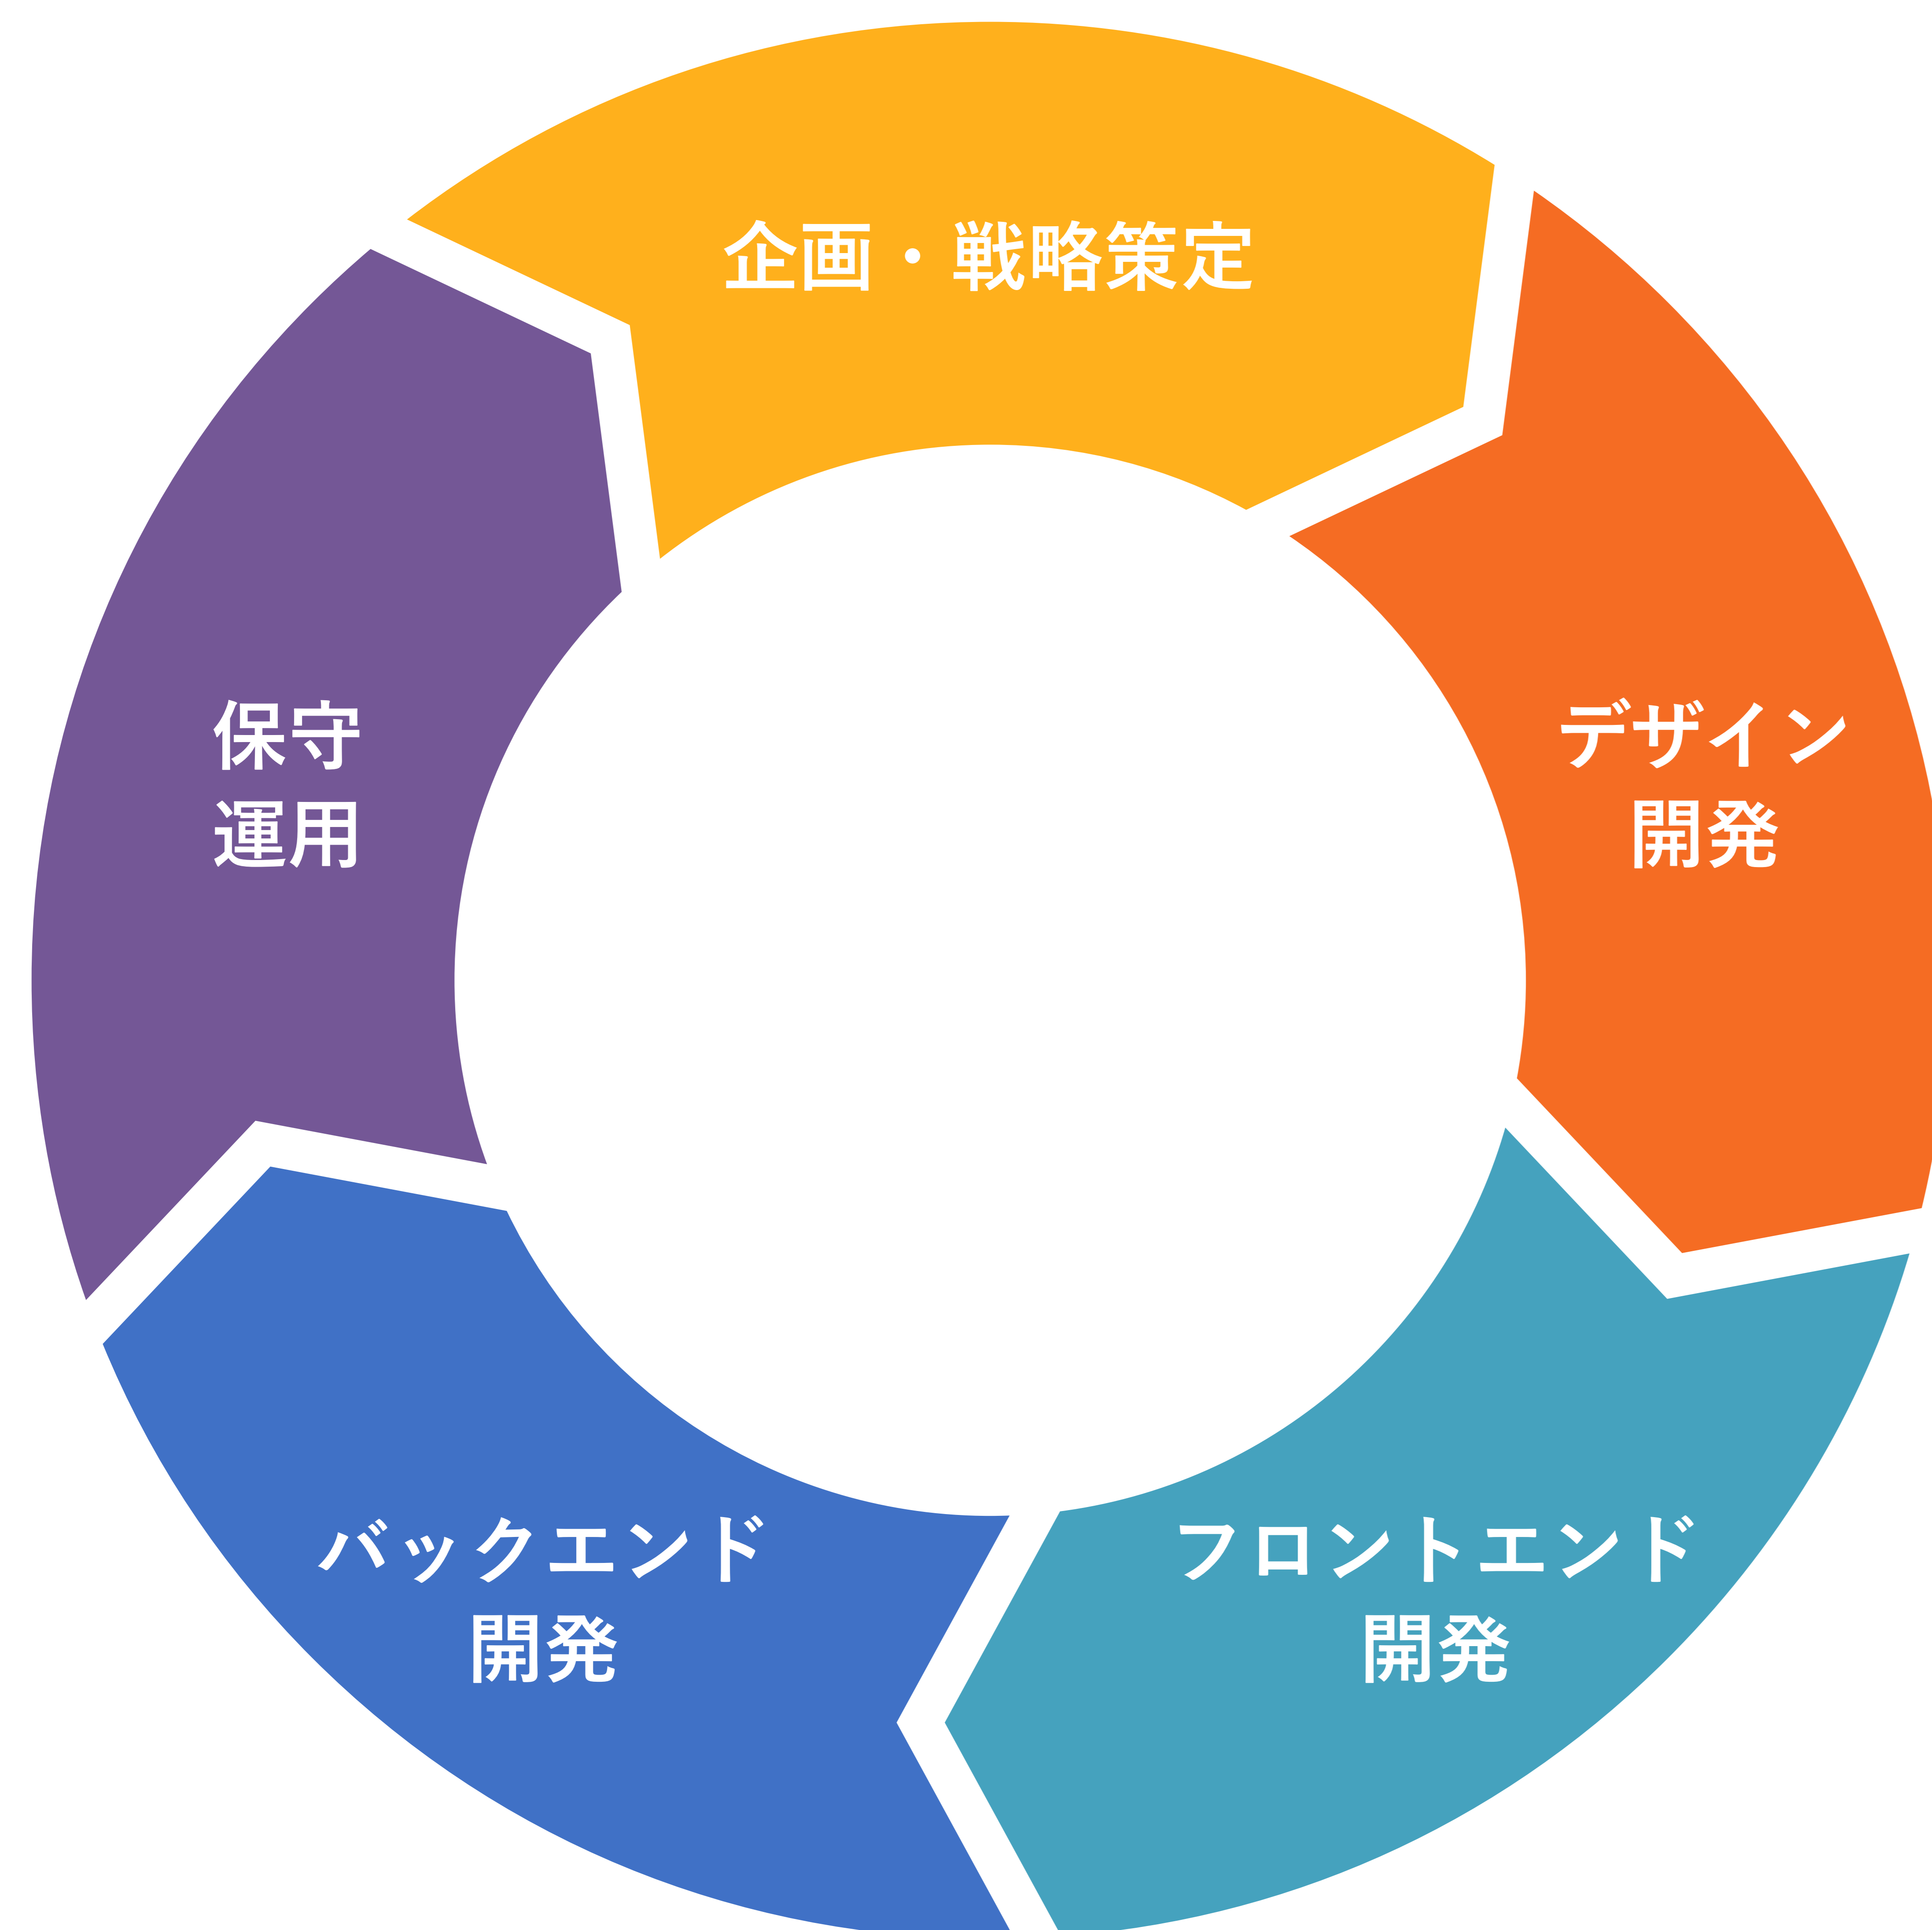 企画・戦略策定
デザイン
開発
フロントエンド
開発
バックエンド
開発
保守
運用